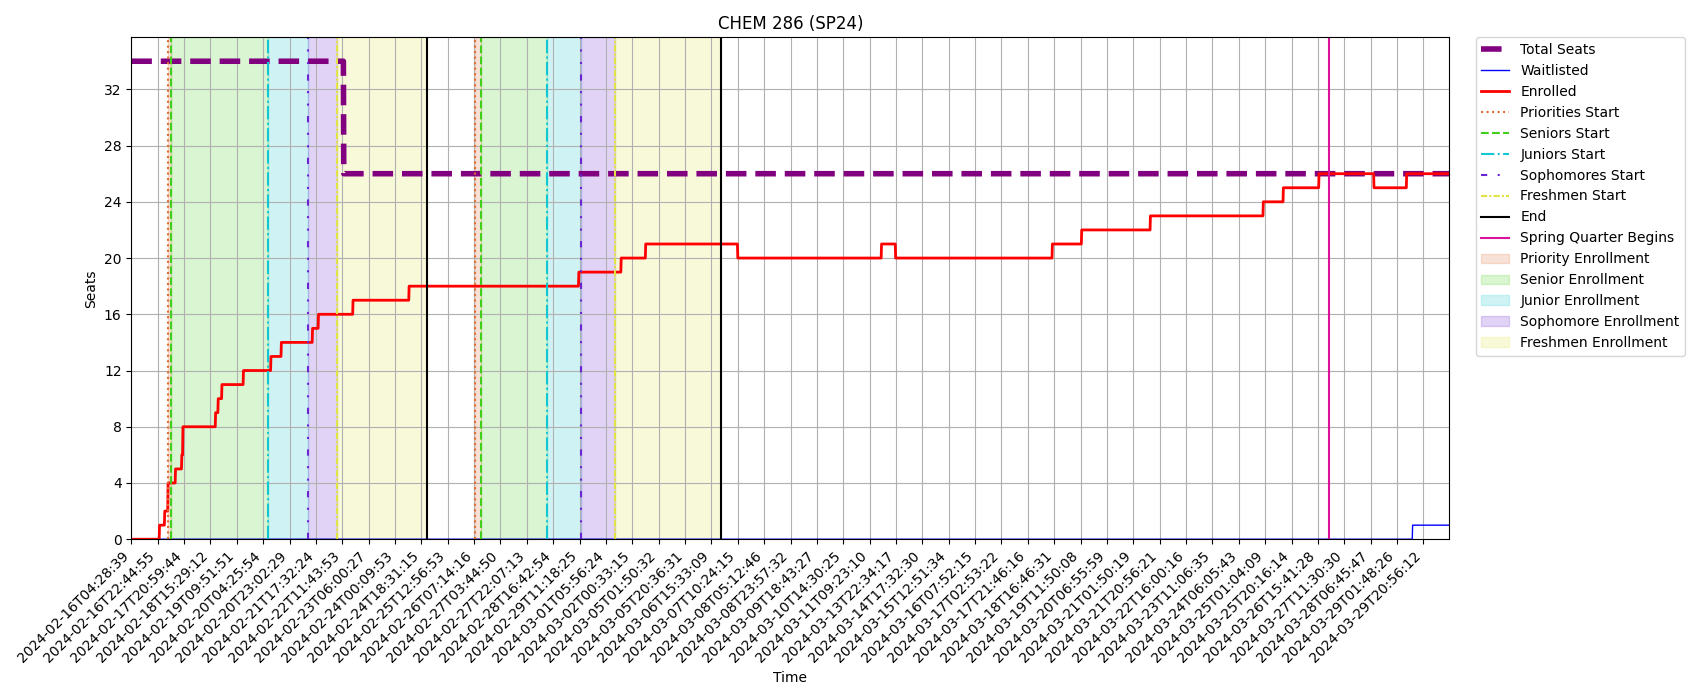 CHEM 286 (SP24)
Seats
32
28
24
20
16
12
8
4
0
2024-02-16T04:28:39
2024-02-16T22:44:55
2024-02-17T20:59:44
2024-02-18T15:29:12
2024-02-19T09:51:51
2024-02-20T04:25:54
2024-02-20T23:02:29
2024-02-21T17:32:24
2024-02-22T11:43:53
2024-02-23T06:00:27
2024-02-24T00:09:53
2024-02-24T18:31:15
2024-02-25T12:56:53
2024-02-26T07:14:16
2024-02-27T03:44:50
2024-02-27T22:07:13
2024-02-28T16:42:54
2024-02-29T11:18:25
2024-03-01T05:56:24
2024-03-02T00:33:15
2024-03-05T01:50:32
2024-03-05T20:36:31
2024-03-06T15:33:09
2024-03-07T10:24:15
2024-03-08T05:12:46
2024-03-08T23:57:32
2024-03-09T18:43:27
2024-03-10T14:30:25
2024-03-11T09:23:10
2024-03-13T22:34:17
2024-03-14T17:32:30
2024-03-15T12:51:34
2024-03-16T07:52:15
2024-03-17T02:53:22
2024-03-17T21:46:16
2024-03-18T16:46:31
2024-03-19T11:50:08
2024-03-20T06:55:59
2024-03-21T01:50:19
2024-03-21T20:56:21
2024-03-22T16:00:16
2024-03-23T11:06:35
2024-03-24T06:05:43
2024-03-25T01:04:09
2024-03-25T20:16:14
2024-03-26T15:41:28
2024-03-27T11:30:30
2024-03-28T06:45:47
2024-03-29T01:48:26
2024-03-29T20:56:12
Time
Total Seats
Waitlisted
Enrolled
Priorities Start
Seniors Start
Juniors Start
Sophomores Start
Freshmen Start
End
Spring Quarter Begins
Priority Enrollment
Senior Enrollment
Junior Enrollment
Sophomore Enrollment
Freshmen Enrollment